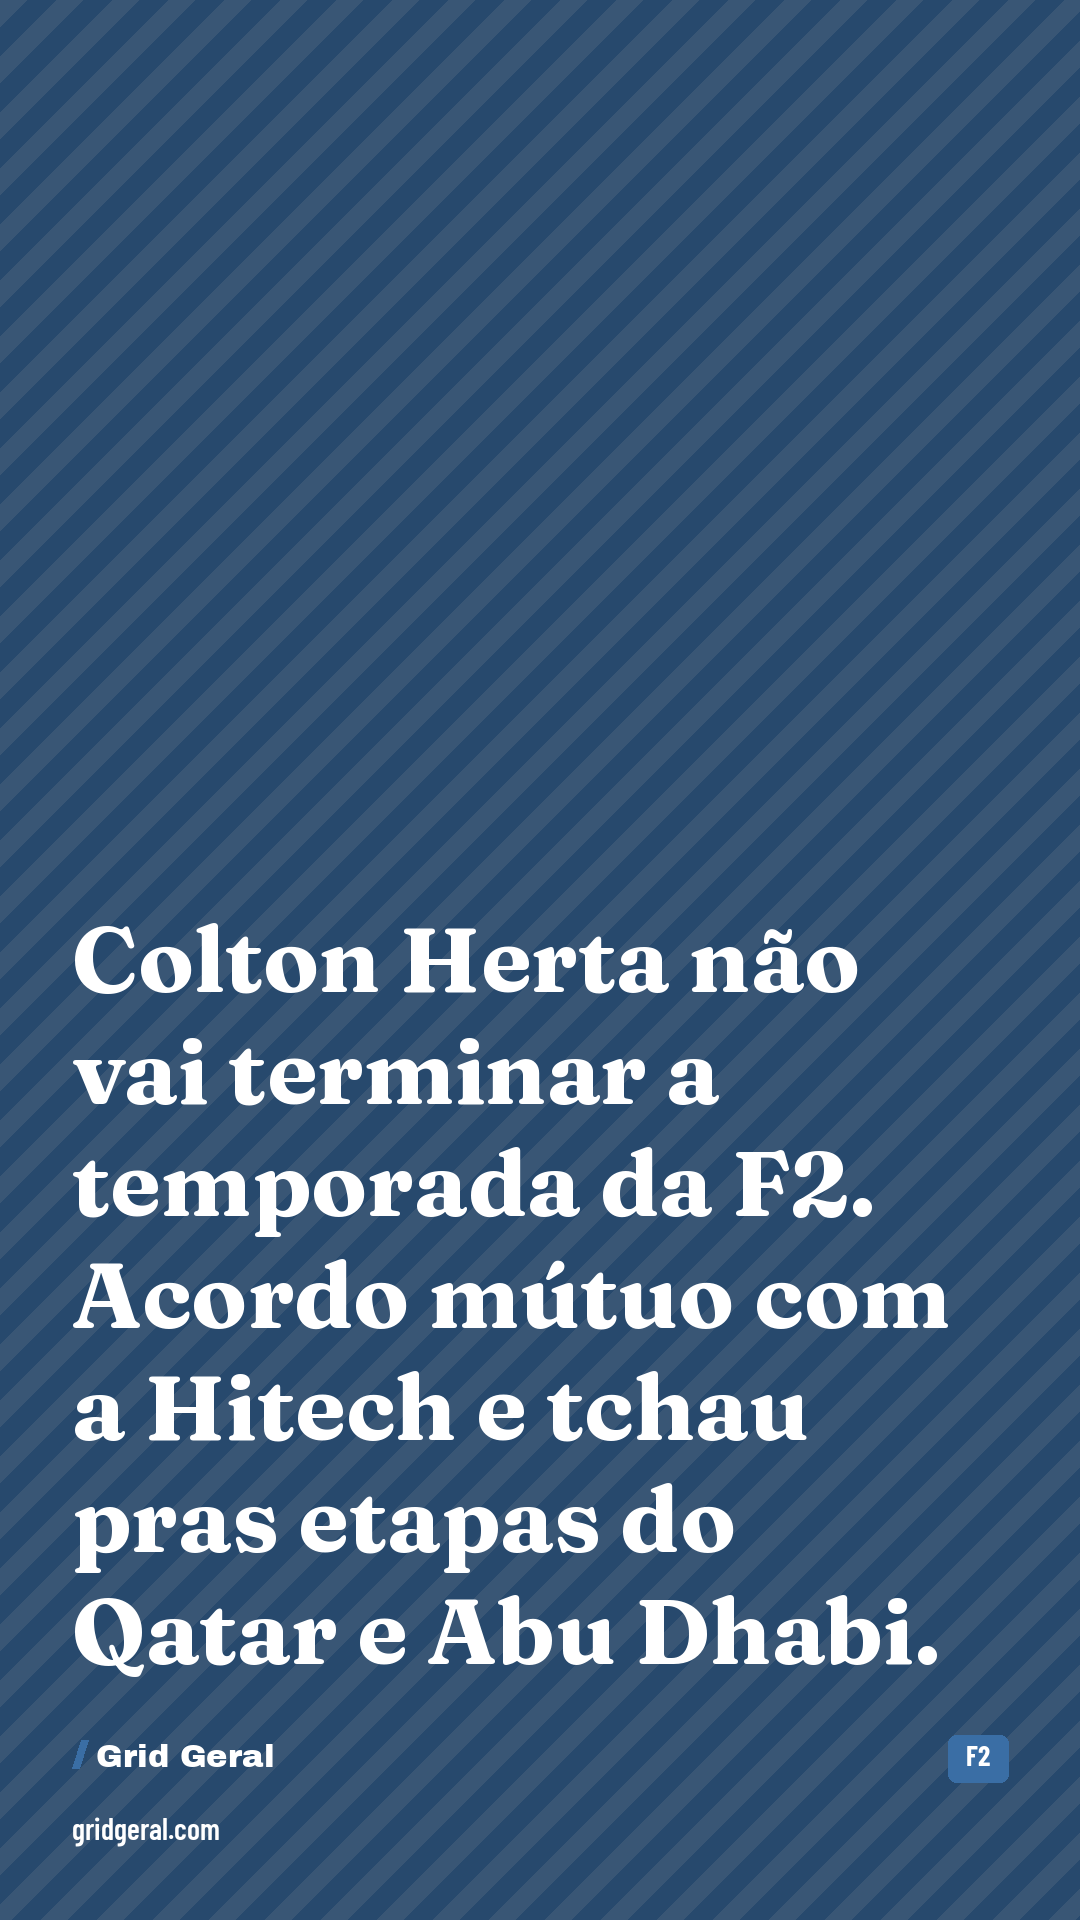 Colton Herta não
vai terminar a
temporada da F2.
Acordo mútuo com
a Hitech e tchau
pras etapas do
Qatar e Abu Dhabi.
/ Grid Geral
F2
gridgeral.com